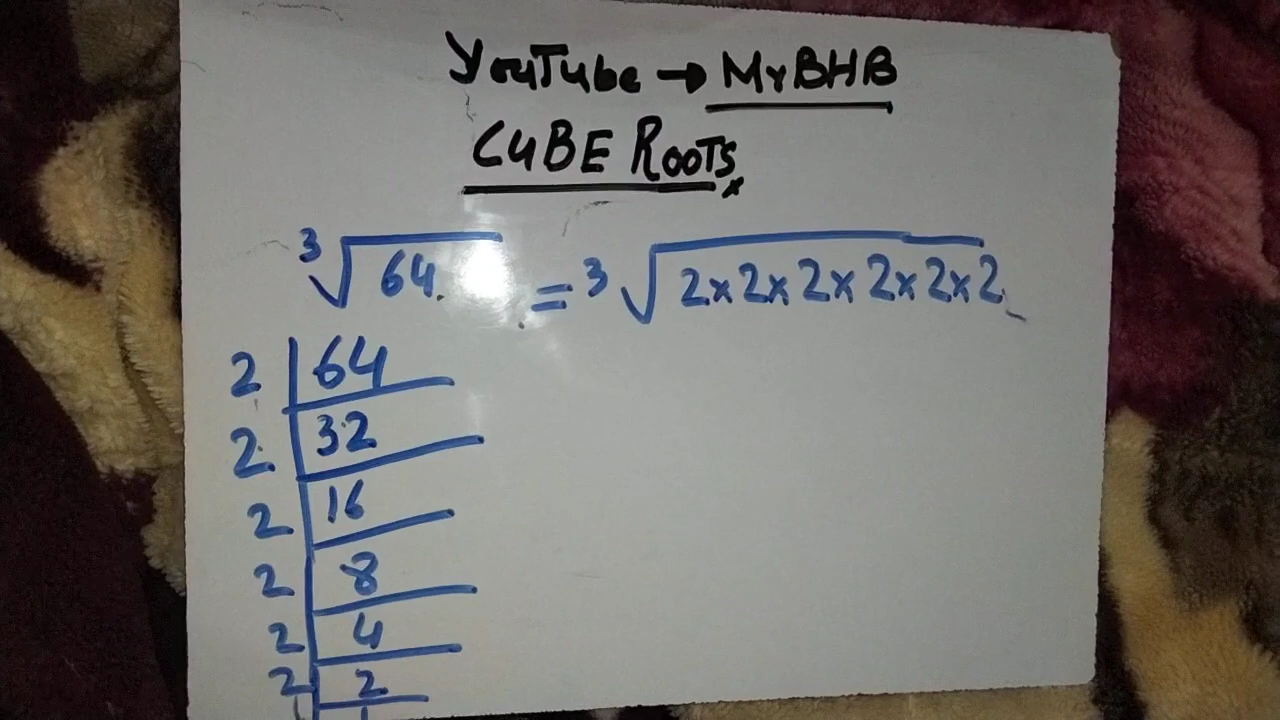 YouTube → MrBHB
CUBE ROOTS
3√64 = 3√2×2×2×2×2×2
2 | 64
2 | 32
2 | 16
2 | 8
2 | 4
2 | 2